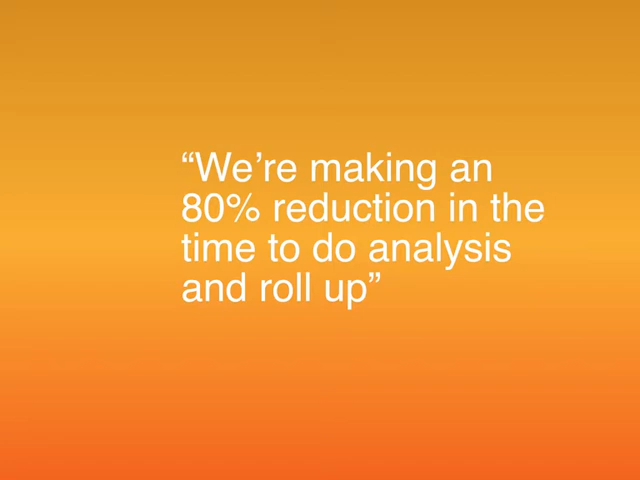 “We’re making an
80% reduction in the
time to do analysis
and roll up”